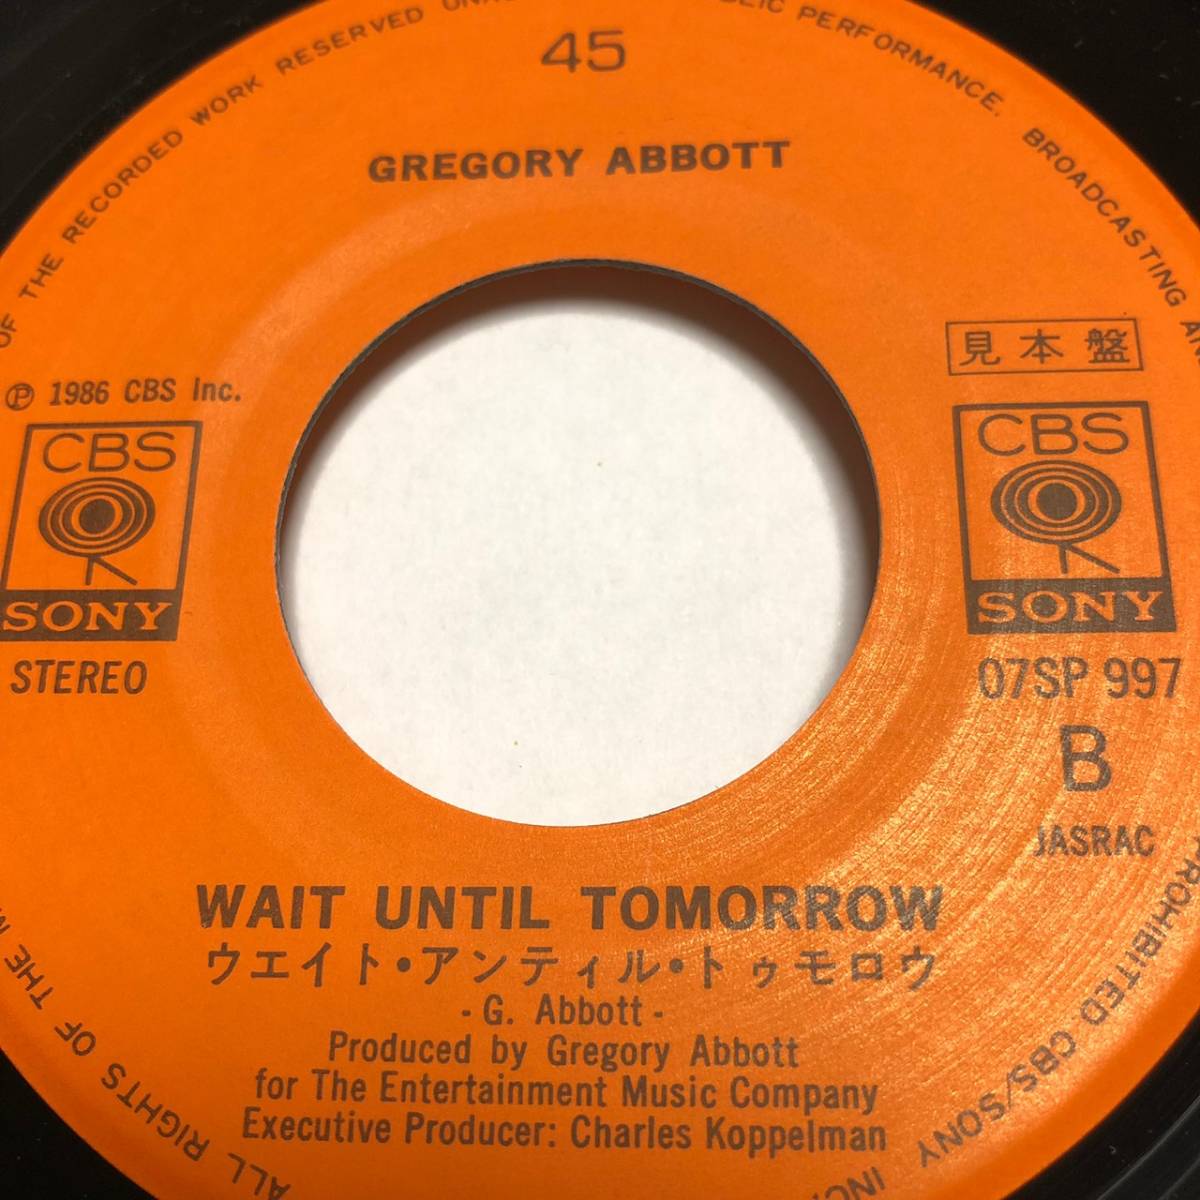 OF THE RECORDED WORK RESERVED PUBLIC PERFORMANCE, BROADCASTING AND
45
GREGORY ABBOTT
見本盤
℗ 1986 CBS Inc.
CBS
SONY
STEREO
CBS
SONY
07SP 997
B
JASRAC
WAIT UNTIL TOMORROW
ウエイト・アンティル・トゥモロウ
- G. Abbott -
Produced by Gregory Abbott
for The Entertainment Music Company
Executive Producer: Charles Koppelman
ALL RIGHTS OF THE
PROHIBITED CBS/SONY INC.